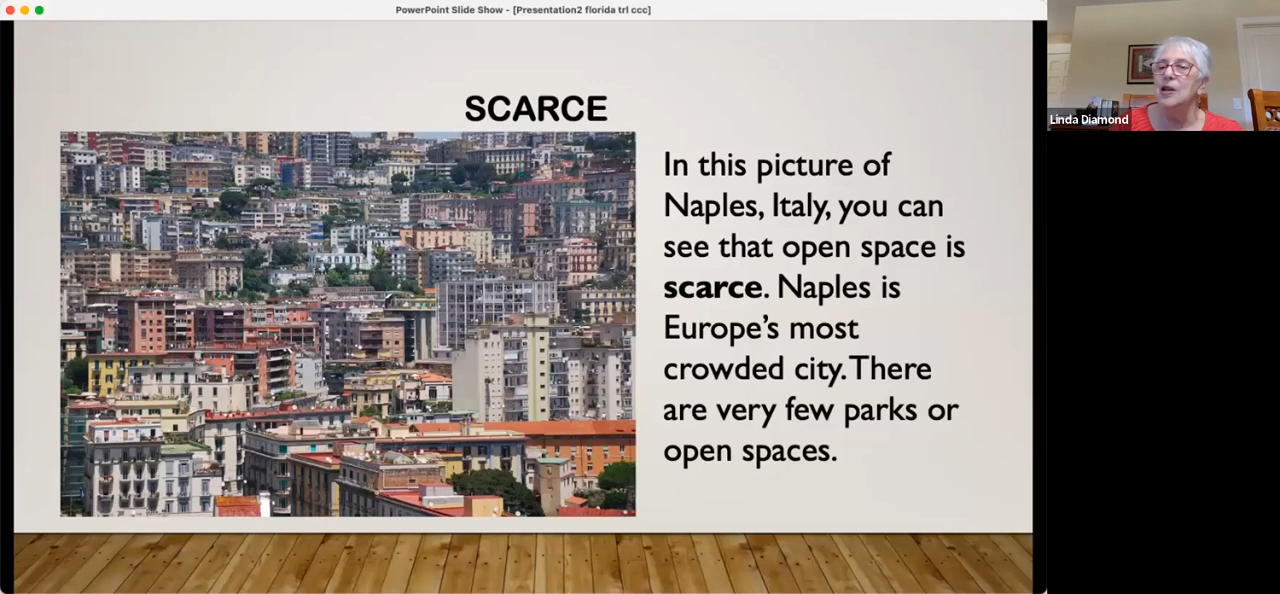 PowerPoint Slide Show - [Presentation2 florida trl ccc]
SCARCE
In this picture of
Naples, Italy, you can
see that open space is
scarce. Naples is
Europe’s most
crowded city. There
are very few parks or
open spaces.
Linda Diamond